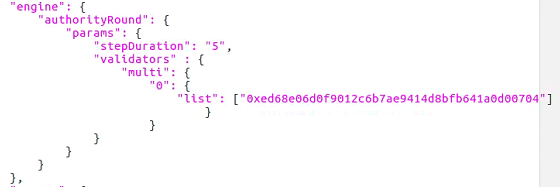 "engine": {
"authorityRound": {
"params": {
"stepDuration": "5",
"validators" : {
"multi": {
"0": {
"list": ["0xed68e06d0f9012c6b7ae9414d8bfb641a0d00704"]
}
}
}
}
}
},